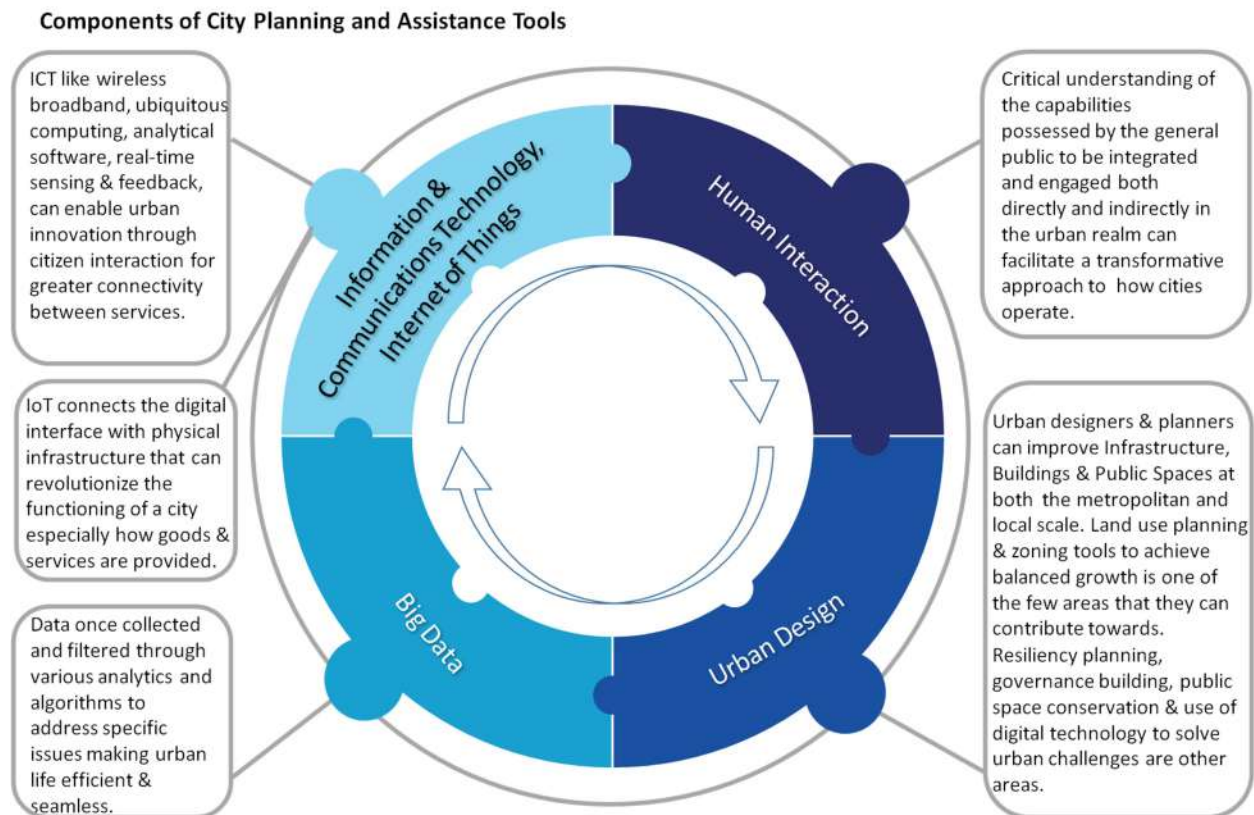 Components of City Planning and Assistance Tools
ICT like wireless
broadband, ubiquitous
computing, analytical
software, real-time
sensing & feedback,
can enable urban
innovation through
citizen interaction for
greater connectivity
between services.
IoT connects the digital
interface with physical
infrastructure that can
revolutionize the
functioning of a city
especially how goods &
services are provided.
Data once collected
and filtered through
various analytics and
algorithms to
address specific
issues making urban
life efficient &
seamless.
Information &
Communications Technology,
Internet of Things
Human Interaction
Big Data
Urban Design
Critical understanding of
the capabilities
possessed by the general
public to be integrated
and engaged both
directly and indirectly in
the urban realm can
facilitate a transformative
approach to how cities
operate.
Urban designers & planners
can improve Infrastructure,
Buildings & Public Spaces at
both the metropolitan and
local scale. Land use planning
& zoning tools to achieve
balanced growth is one of
the few areas that they can
contribute towards.
Resiliency planning,
governance building, public
space conservation & use of
digital technology to solve
urban challenges are other
areas.